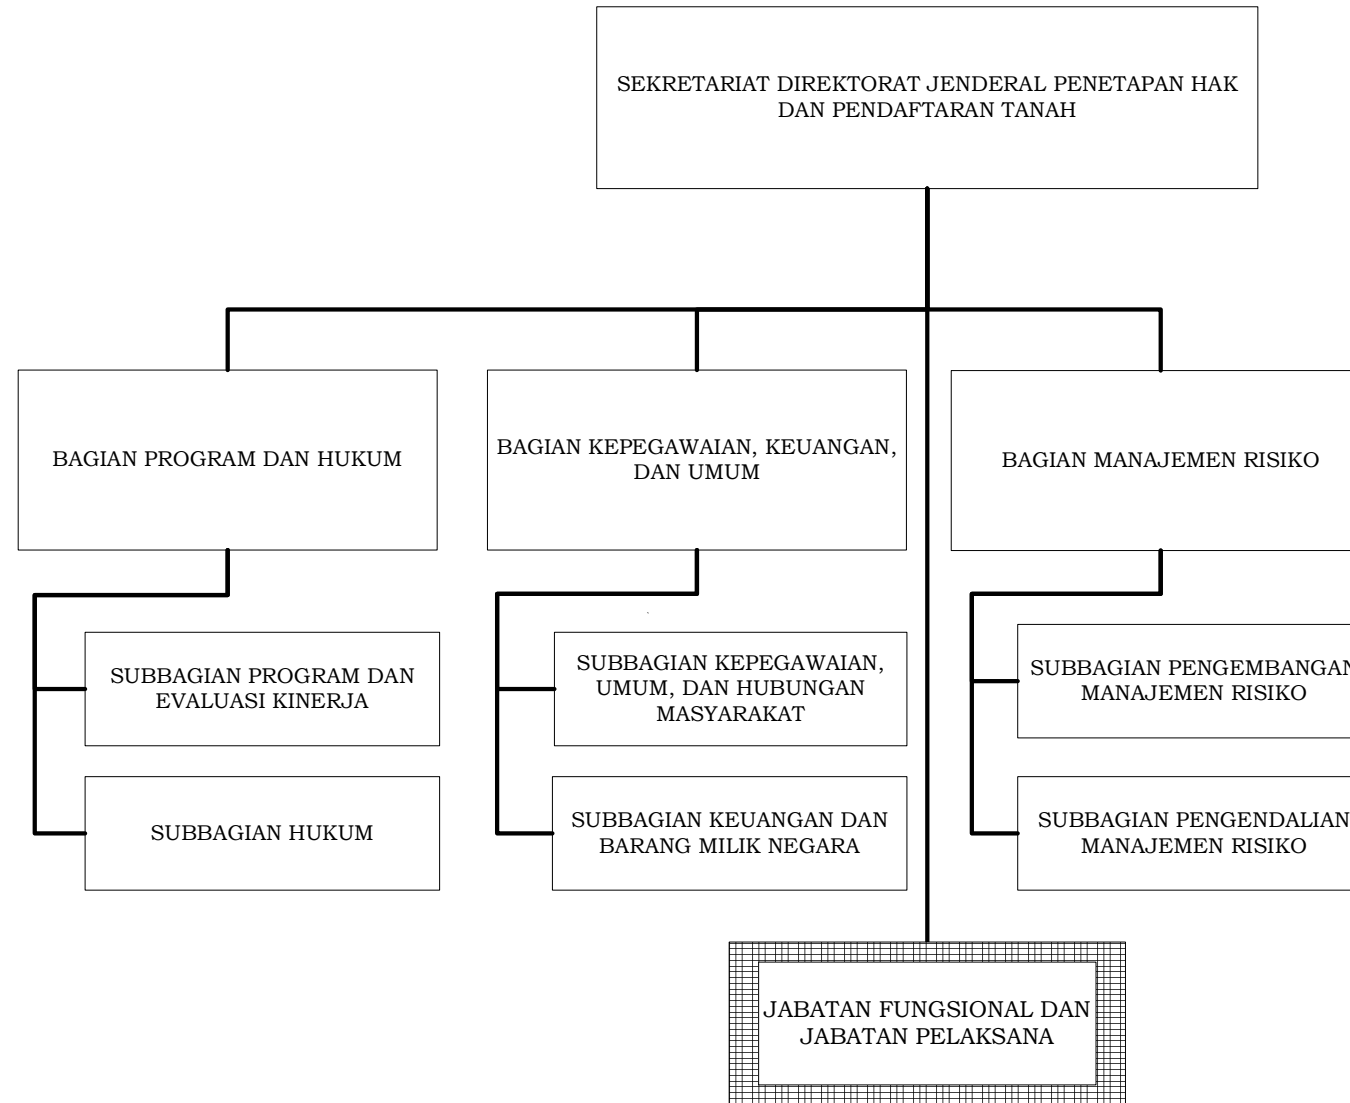 SEKRETARIAT DIREKTORAT JENDERAL PENETAPAN HAK
DAN PENDAFTARAN TANAH
BAGIAN PROGRAM DAN HUKUM
BAGIAN KEPEGAWAIAN, KEUANGAN,
DAN UMUM
BAGIAN MANAJEMEN RISIKO
SUBBAGIAN PROGRAM DAN
EVALUASI KINERJA
SUBBAGIAN KEPEGAWAIAN,
UMUM, DAN HUBUNGAN
MASYARAKAT
SUBBAGIAN PENGEMBANGAN
MANAJEMEN RISIKO
SUBBAGIAN HUKUM
SUBBAGIAN KEUANGAN DAN
BARANG MILIK NEGARA
SUBBAGIAN PENGENDALIAN
MANAJEMEN RISIKO
JABATAN FUNGSIONAL DAN
JABATAN PELAKSANA